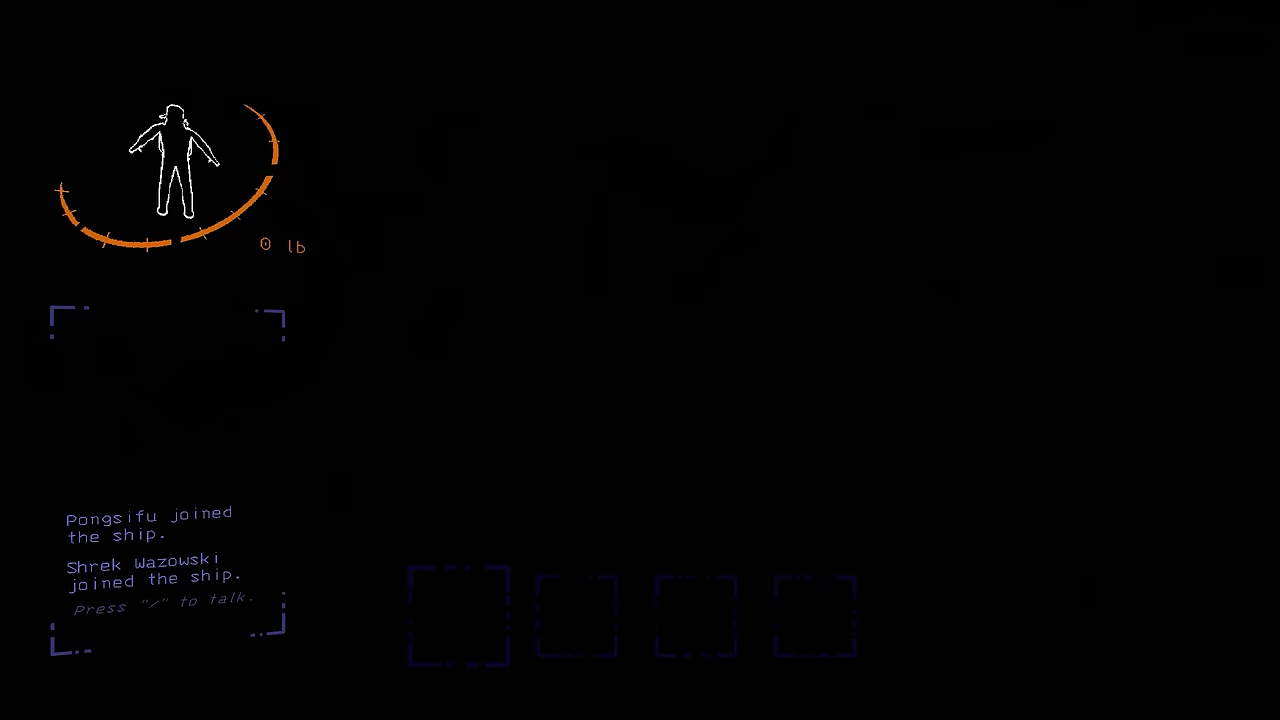 0 lb
Pongsifu joined
the ship.
Shrek Wazowski
joined the ship.
Press "/" to talk.